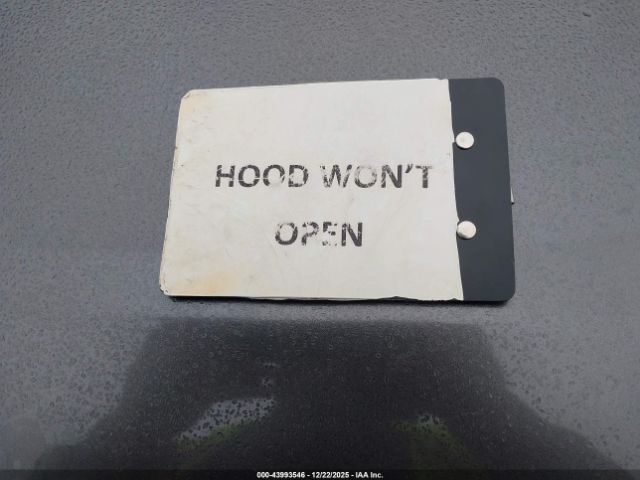 HOOD WON'T
OPEN
000-43993546 - 12/22/2025 - IAA Inc.